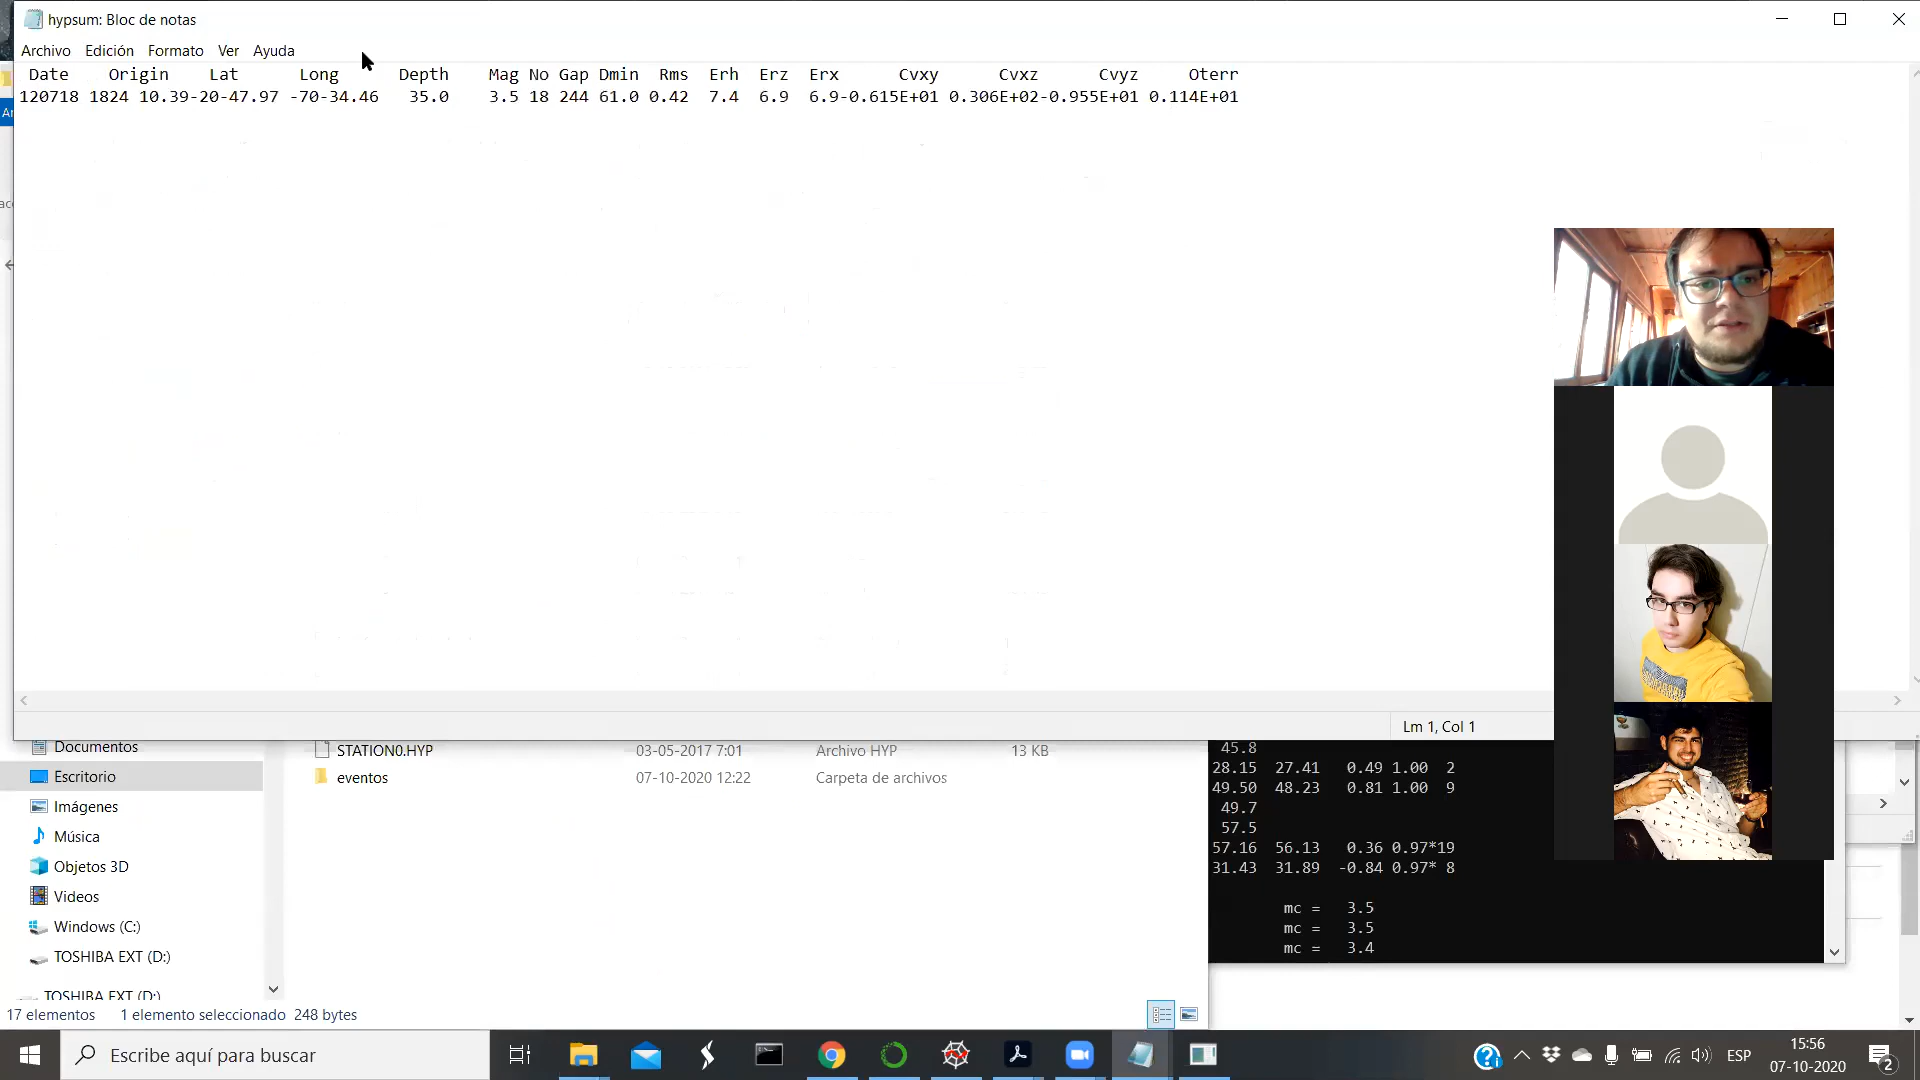 hypsum: Bloc de notas
Archivo Edición Formato Ver Ayuda
Date Origin Lat Long Depth Mag No Gap Dmin Rms Erh Erz Erx Cvxy Cvxz Cvyz Oterr
120718 1824 10.39-20-47.97 -70-34.46 35.0 3.5 18 244 61.0 0.42 7.4 6.9 6.9-0.615E+01 0.306E+02-0.955E+01 0.114E+01
Lm 1, Col 1
Documentos
Escritorio
Imágenes
Música
Objetos 3D
Videos
Windows (C:)
TOSHIBA EXT (D:)
TOSHIBA EXT (D:)
STATION0.HYP 03-05-2017 7:01 Archivo HYP 13 KB
eventos 07-10-2020 12:22 Carpeta de archivos
17 elementos 1 elemento seleccionado 248 bytes
45.8
28.15 27.41 0.49 1.00 2
49.50 48.23 0.81 1.00 9
49.7
57.5
57.16 56.13 0.36 0.97*19
31.43 31.89 -0.84 0.97* 8
mc = 3.5
mc = 3.5
mc = 3.4
Escribe aquí para buscar
ESP
15:56
07-10-2020
2